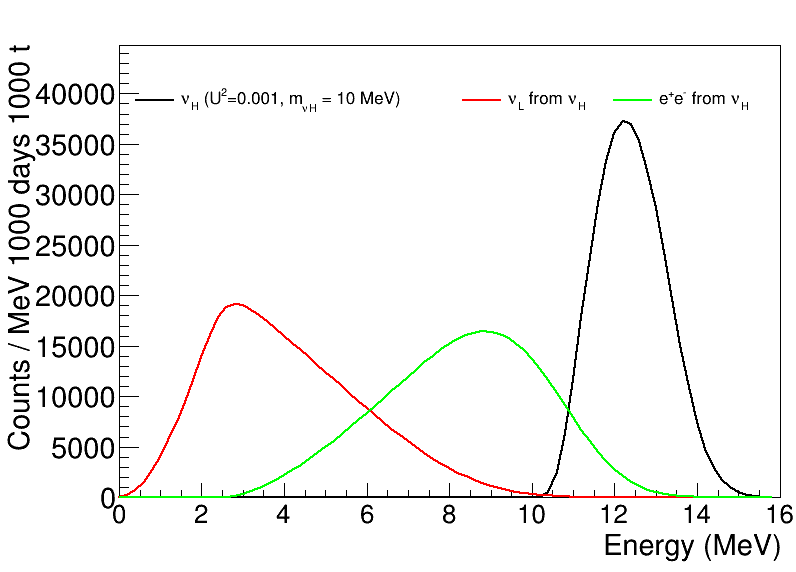 Counts / MeV 1000 days 1000 t
40000
35000
30000
25000
20000
15000
10000
5000
0
ν_H (U²=0.001, m_νH = 10 MeV)
ν_L from ν_H
e⁺e⁻ from ν_H
0 2 4 6 8 10 12 14 16
Energy (MeV)